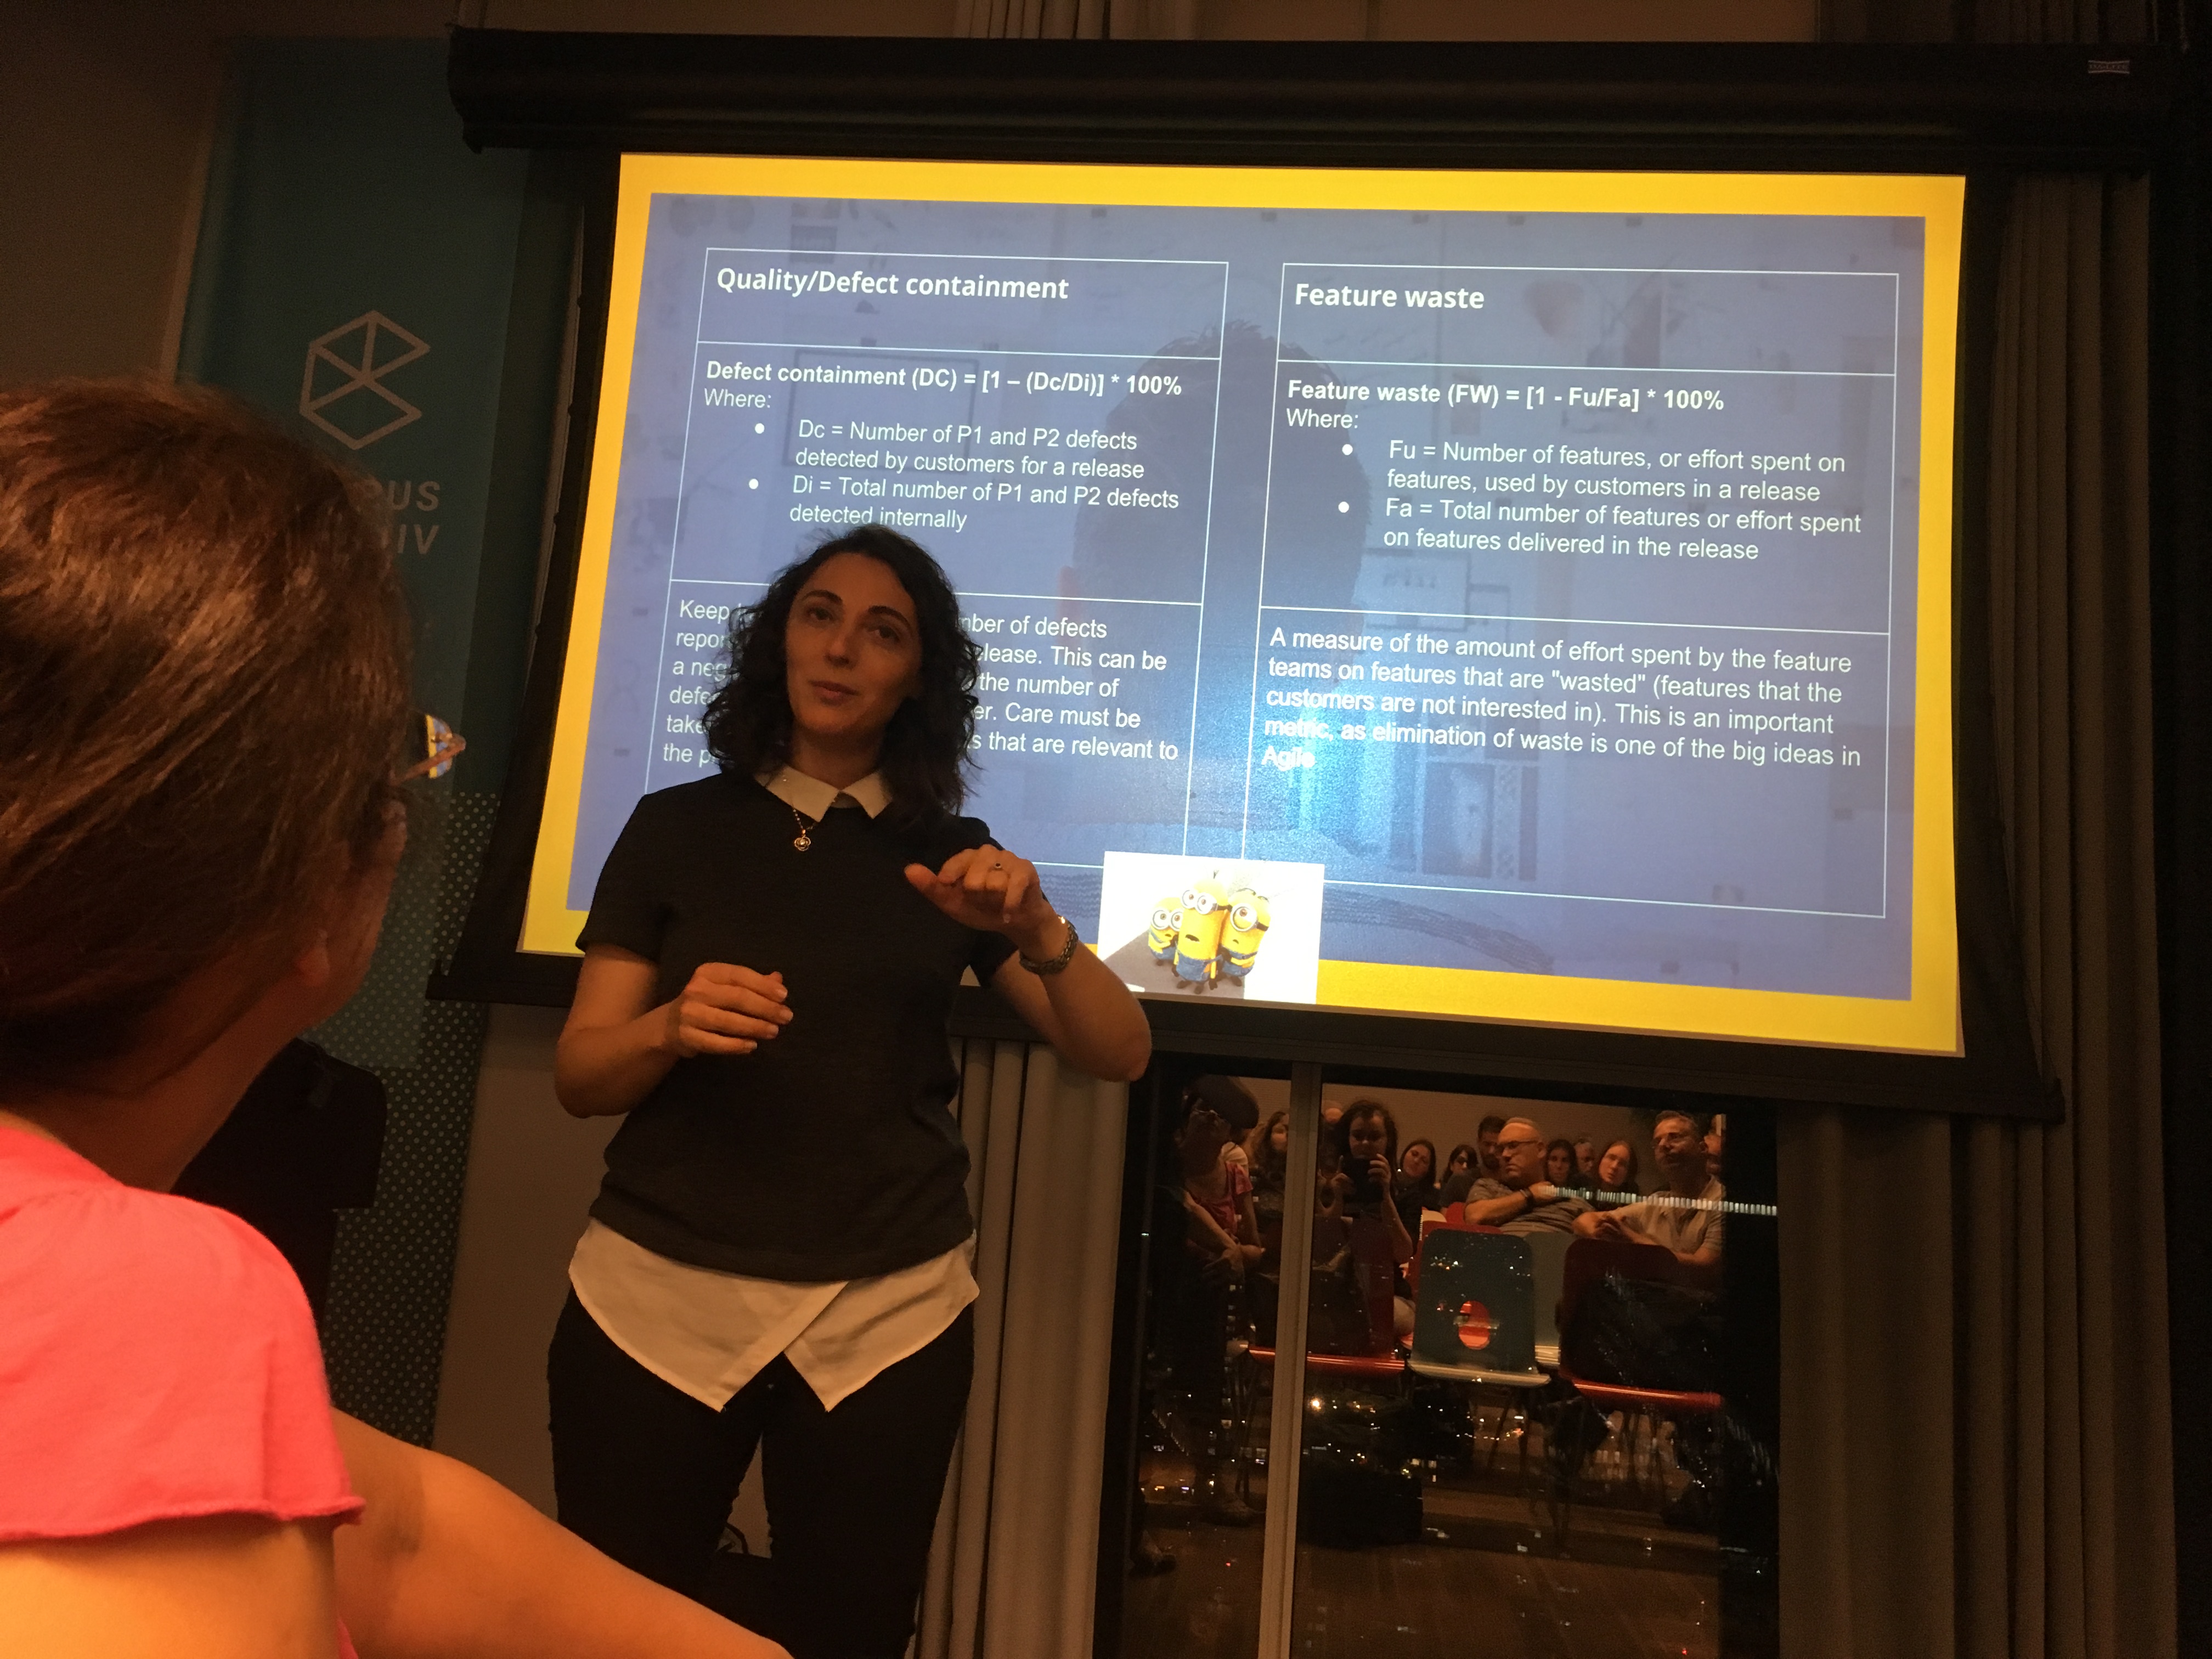 Quality/Defect containment
Defect containment (DC) = [1 – (Dc/Di)] * 100%
Where:
● Dc = Number of P1 and P2 defects
detected by customers for a release
● Di = Total number of P1 and P2 defects
detected internally
Keep
number of defects
release. This can be
a
the number of
Care must be
take
that are relevant to
the
Feature waste
Feature waste (FW) = [1 - Fu/Fa] * 100%
Where:
● Fu = Number of features, or effort spent on
features, used by customers in a release
● Fa = Total number of features or effort spent
on features delivered in the release
A measure of the amount of effort spent by the feature
teams on features that are "wasted" (features that the
customers are not interested in). This is an important
metric, as elimination of waste is one of the big ideas in
Agile